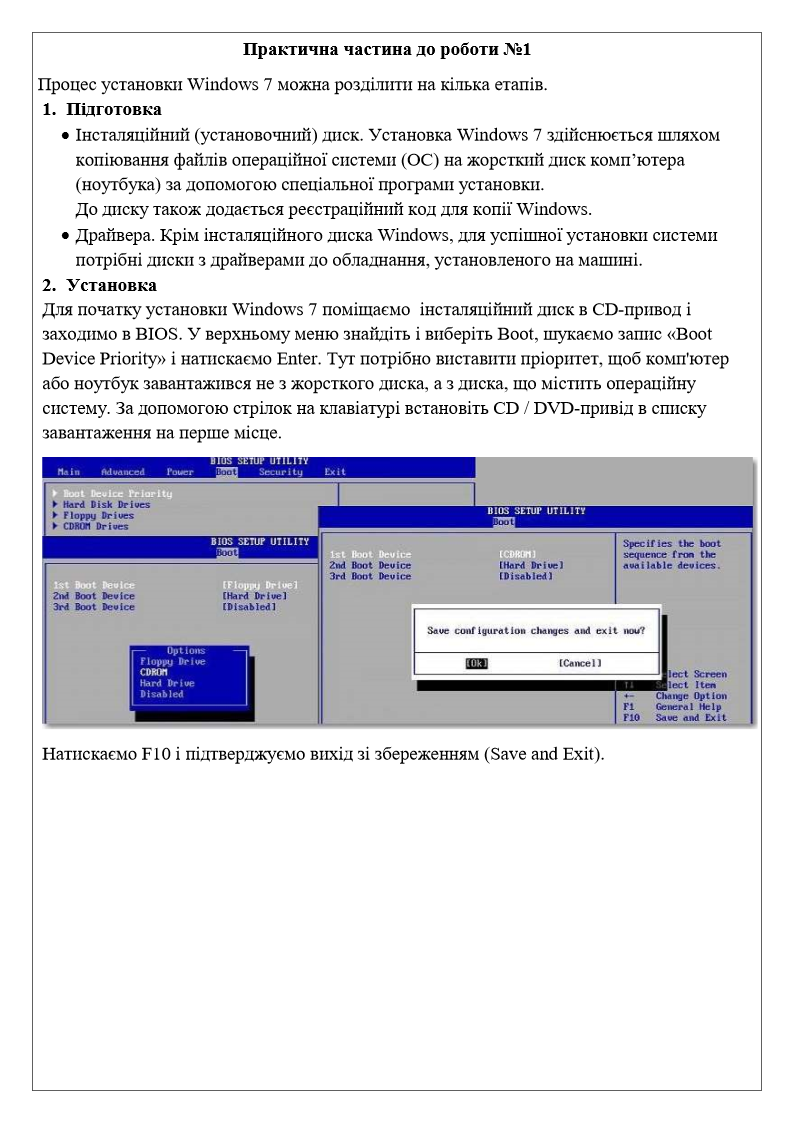 Практична частина до роботи №1
Процес установки Windows 7 можна розділити на кілька етапів.
1. Підготовка
• Інсталяційний (установочний) диск. Установка Windows 7 здійснюється шляхом
копіювання файлів операційної системи (ОС) на жорсткий диск комп’ютера
(ноутбука) за допомогою спеціальної програми установки.
До диску також додається реєстраційний код для копії Windows.
• Драйвера. Крім інсталяційного диска Windows, для успішної установки системи
потрібні диски з драйверами до обладнання, установленого на машині.
2. Установка
Для початку установки Windows 7 поміщаємо інсталяційний диск в CD-привод і
заходимо в BIOS. У верхньому меню знайдіть і виберіть Boot, шукаємо запис «Boot
Device Priority» і натискаємо Enter. Тут потрібно виставити пріоритет, щоб комп'ютер
або ноутбук завантажився не з жорсткого диска, а з диска, що містить операційну
систему. За допомогою стрілок на клавіатурі встановіть CD / DVD-привід в списку
завантаження на перше місце.
BIOS SETUP UTILITY
Main Advanced Power Boot Security Exit
Boot Device Priority
Hard Disk Drives
Floppy Drives
CDROM Drives
BIOS SETUP UTILITY
Boot
1st Boot Device [Floppy Drive]
2nd Boot Device [Hard Drive]
3rd Boot Device [Disabled]
Options
Floppy Drive
CDROM
Hard Drive
Disabled
BIOS SETUP UTILITY
Boot
1st Boot Device [CDROM]
2nd Boot Device [Hard Drive]
3rd Boot Device [Disabled]
Specifies the boot
sequence from the
available devices.
Save configuration changes and exit now?
[Ok] [Cancel]
lect Screen
↑↓ lect Item
+- Change Option
F1 General Help
F10 Save and Exit
Натискаємо F10 і підтверджуємо вихід зі збереженням (Save and Exit).